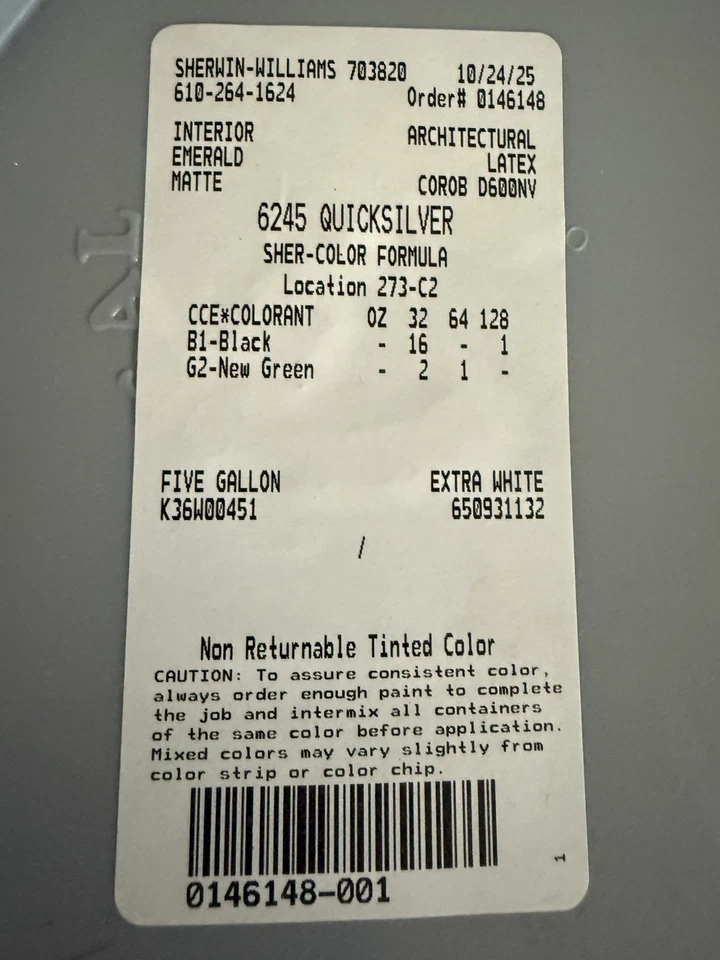 SHERWIN-WILLIAMS 703820 10/24/25
610-264-1624 Order# 0146148
INTERIOR ARCHITECTURAL
EMERALD LATEX
MATTE COROB D600NV
6245 QUICKSILVER
SHER-COLOR FORMULA
Location 273-C2
CCE*COLORANT OZ 32 64 128
B1-Black - 16 - 1
G2-New Green - 2 1 -
FIVE GALLON EXTRA WHITE
K36W00451 650931132
/
Non Returnable Tinted Color
CAUTION: To assure consistent color,
always order enough paint to complete
the job and intermix all containers
of the same color before application.
Mixed colors may vary slightly from
color strip or color chip.
1
0146148-001